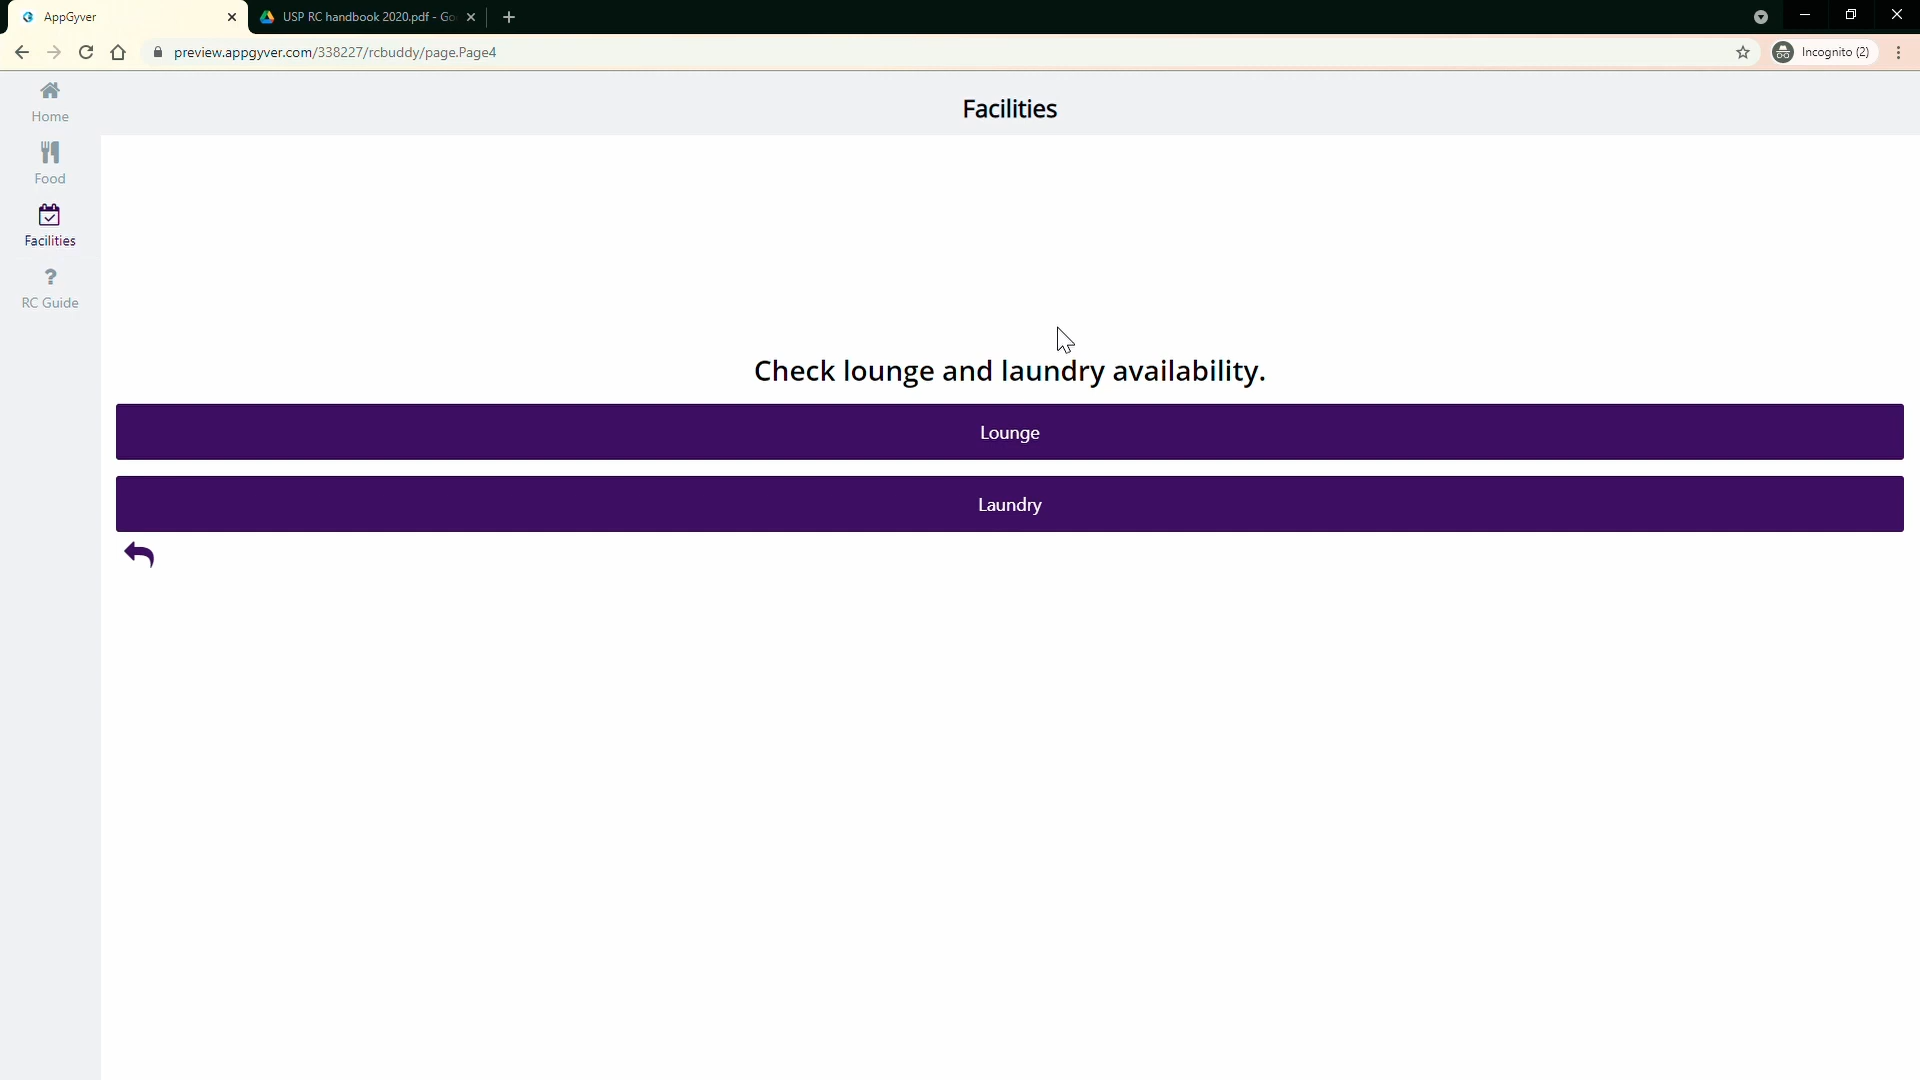 AppGyver
USP RC handbook 2020.pdf - Go
preview.appgyver.com/338227/rcbuddy/page.Page4
Incognito (2)
Home
Food
Facilities
? 
RC Guide
Facilities
Check lounge and laundry availability.
Lounge
Laundry